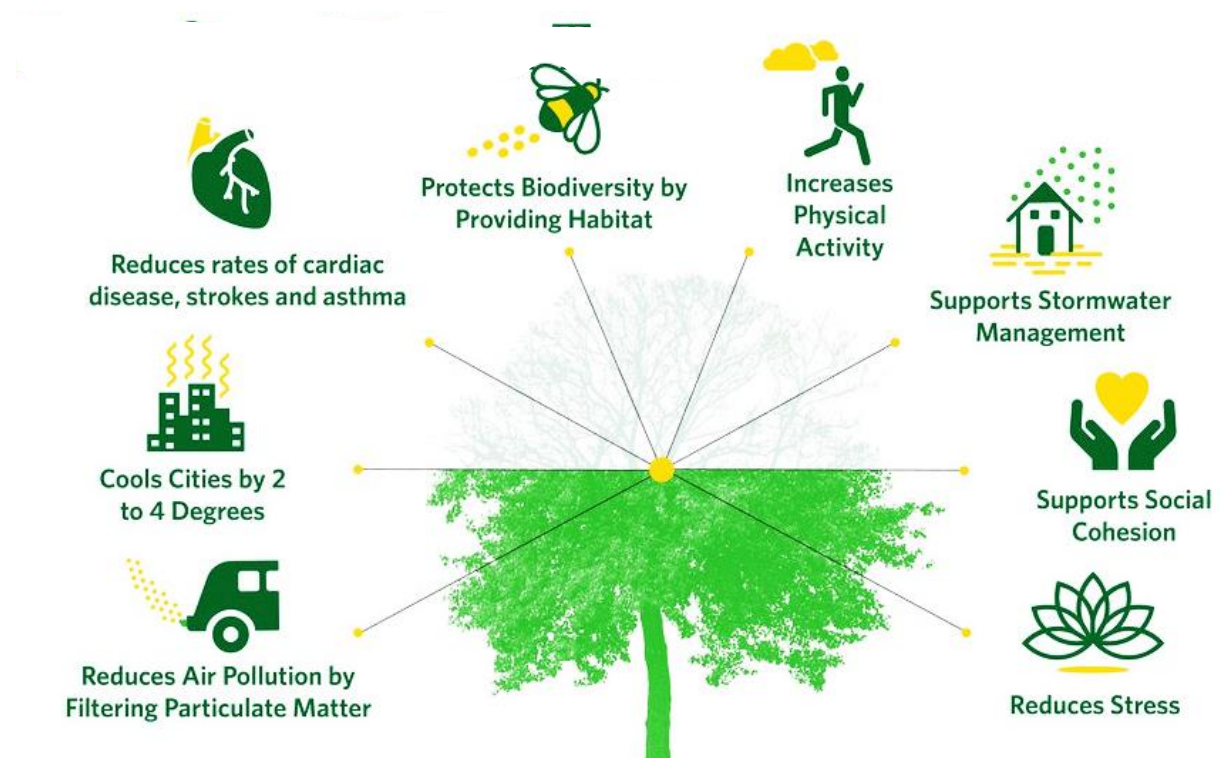 Protects Biodiversity by
Providing Habitat
Increases
Physical
Activity
Reduces rates of cardiac
disease, strokes and asthma
Supports Stormwater
Management
Cools Cities by 2
to 4 Degrees
Supports Social
Cohesion
Reduces Air Pollution by
Filtering Particulate Matter
Reduces Stress